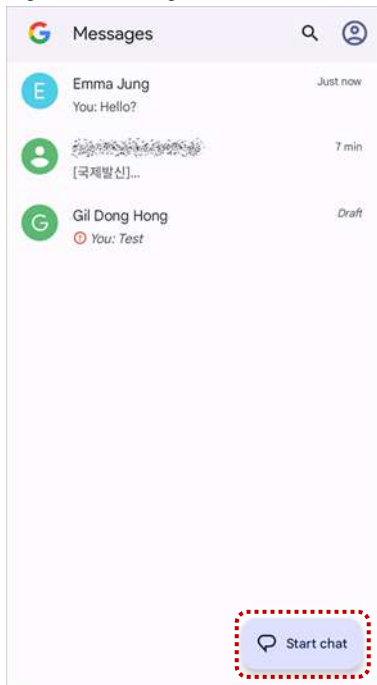 Messages
E
Emma Jung
Just now
You: Hello?
7 min
[국제발신]...
G
Gil Dong Hong
Draft
You: Test
Start chat